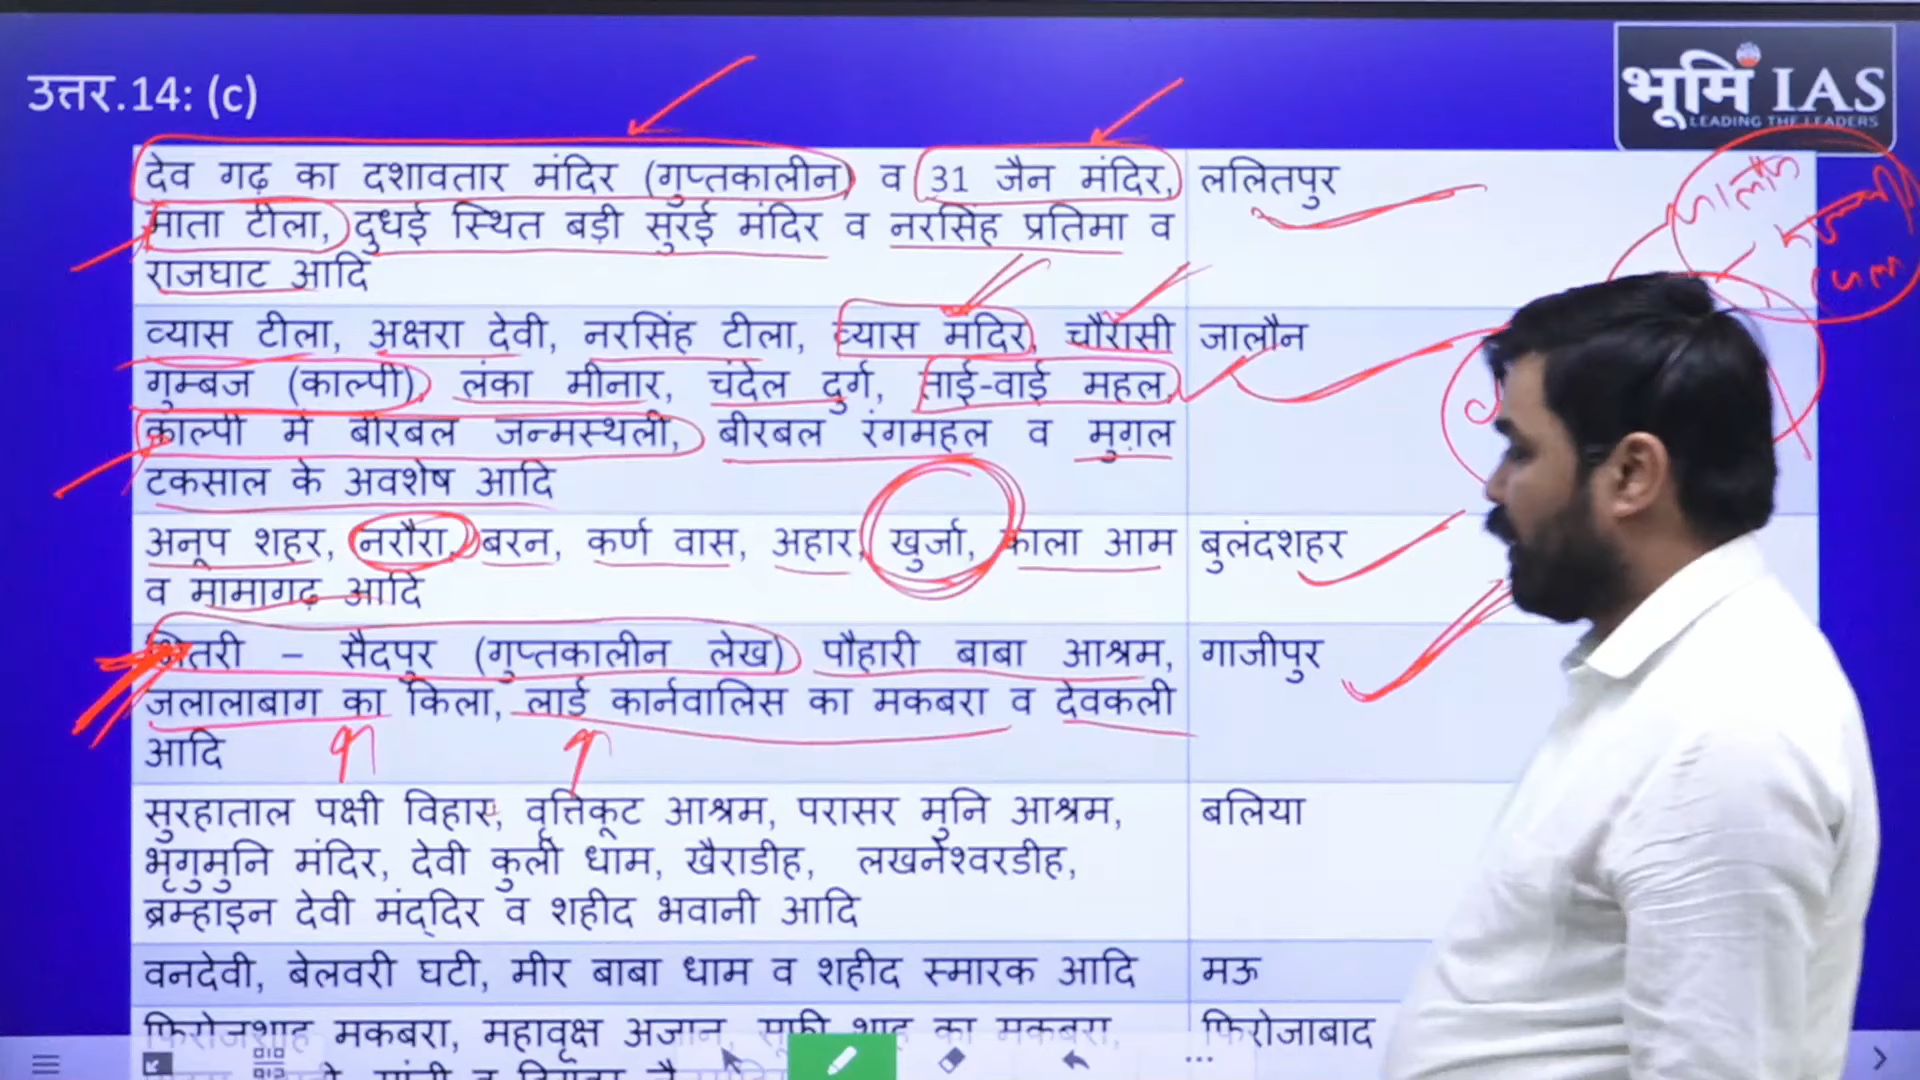 उत्तर.14: (c)
भूमि IAS
LEADING THE LEADERS
देव गढ़ का दशावतार मंदिर (गुप्तकालीन) व 31 जैन मंदिर, ललितपुर
माता टीला, दुधई स्थित बड़ी सुरई मंदिर व नरसिंह प्रतिमा व
राजघाट आदि
व्यास टीला, अक्षरा देवी, नरसिंह टीला, व्यास मंदिर, चौरासी जालौन
गुम्बज (काल्पी), लंका मीनार, चंदेल दुर्ग, ताई-वाई महल,
काल्पी में बीरबल जन्मस्थली, बीरबल रंगमहल व मुग़ल
टकसाल के अवशेष आदि
अनूप शहर, नरौरा, बरन, कर्ण वास, अहार, खुर्जा, काला आम बुलंदशहर
व मामागढ़ आदि
भितरी – सैदपुर (गुप्तकालीन लेख) पौहारी बाबा आश्रम, गाजीपुर
जलालाबाग का किला, लार्ड कार्नवालिस का मकबरा व देवकली
आदि
सुरहाताल पक्षी विहार, वृत्तिकूट आश्रम, परासर मुनि आश्रम, बलिया
भृगुमुनि मंदिर, देवी कुली धाम, खैराडीह, लखनेश्वरडीह,
ब्रम्हाइन देवी मंद्दिर व शहीद भवानी आदि
वनदेवी, बेलवरी घटी, मीर बाबा धाम व शहीद स्मारक आदि मऊ
फिरोजशाह मकबरा, महावृक्ष अजान, सूफी शाह का मकबरा, फिरोजाबाद